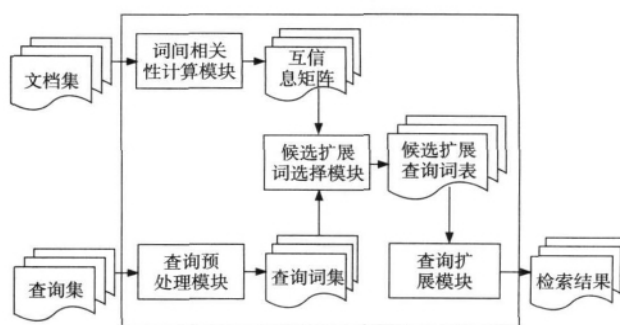 文档集
词间相关
性计算模块
互信
息矩阵
候选扩展
词选择模块
候选扩展
查询词表
查询集
查询预
处理模块
查询词集
查询扩
展模块
检索结果